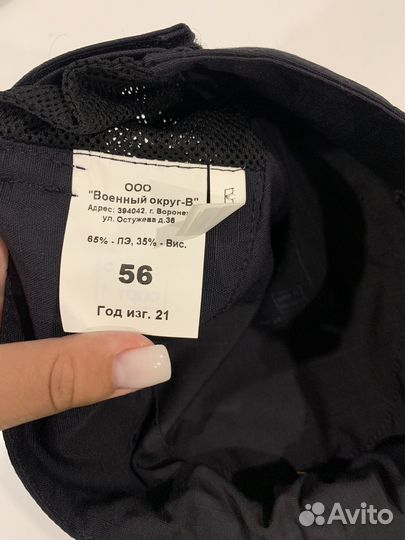 ООО
"Военный округ-В"
Адрес: 394042, г. Воронеж
ул. Остужева д.38
65% - ПЭ, 35% - Вис.
56
Год изг. 21
Avito